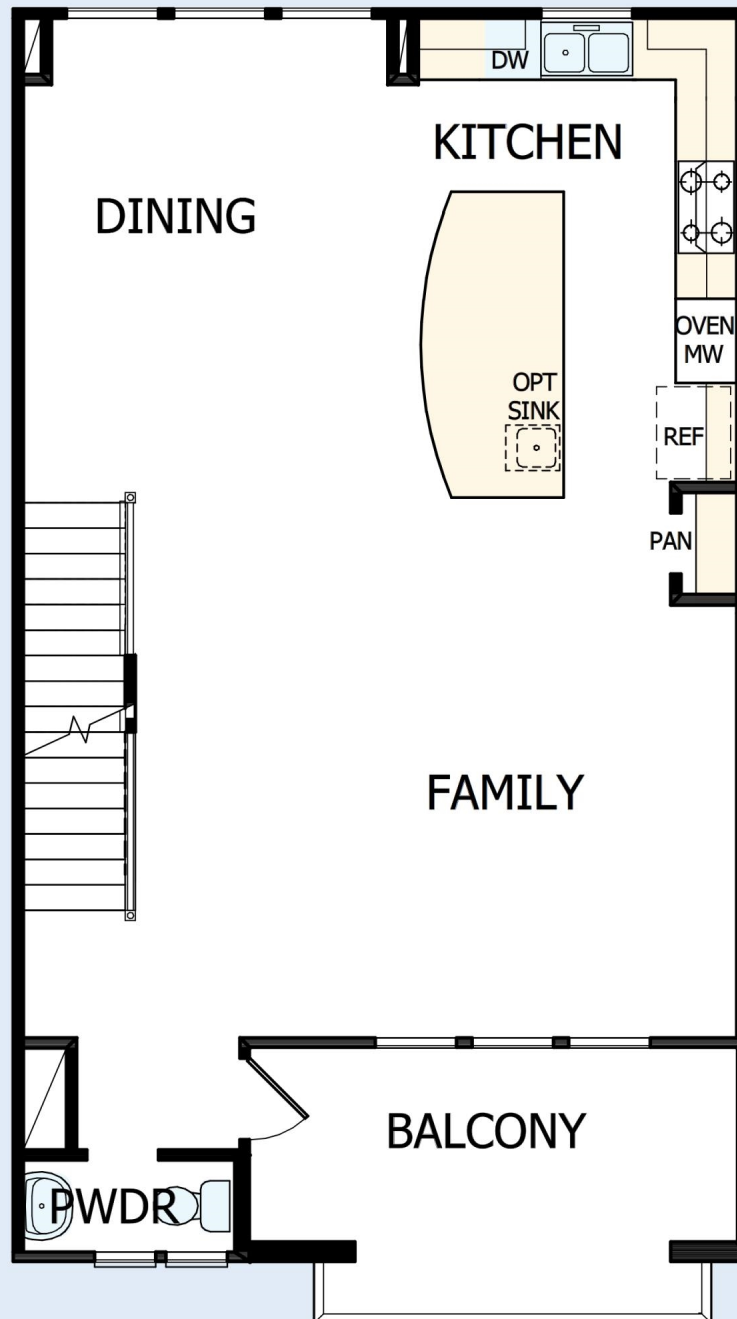 DW
KITCHEN
DINING
OVEN
MW
OPT
SINK
REF
PAN
FAMILY
BALCONY
PWDR